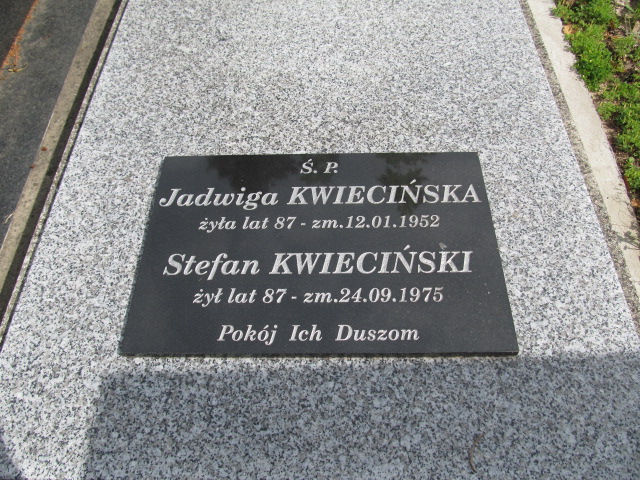 Ś. P.
Jadwiga KWIECIŃSKA
żyła lat 87 - zm.12.01.1952
Stefan KWIECIŃSKI
żył lat 87 - zm.24.09.1975
Pokój Ich Duszom